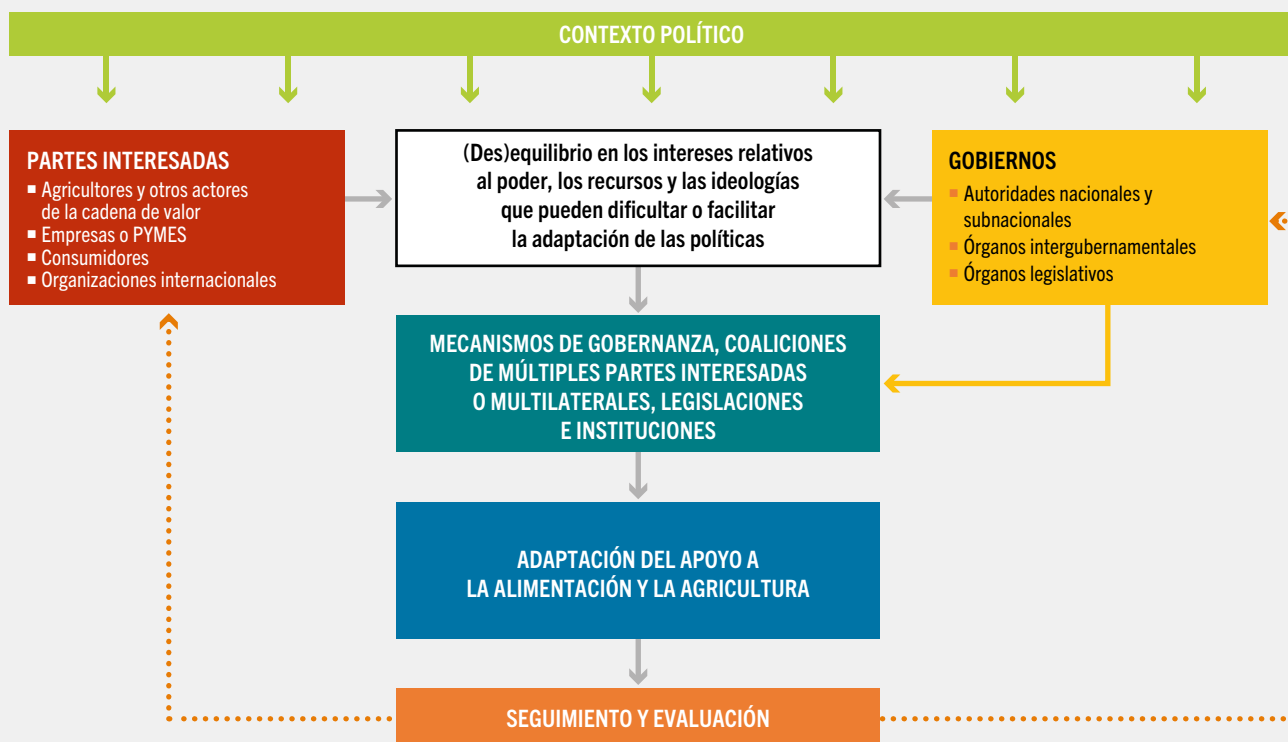 CONTEXTO POLÍTICO
PARTES INTERESADAS
▪ Agricultores y otros actores
de la cadena de valor
▪ Empresas o PYMES
▪ Consumidores
▪ Organizaciones internacionales
(Des)equilibrio en los intereses relativos
al poder, los recursos y las ideologías
que pueden dificultar o facilitar
la adaptación de las políticas
GOBIERNOS
▪ Autoridades nacionales y
subnacionales
▪ Órganos intergubernamentales
▪ Órganos legislativos
MECANISMOS DE GOBERNANZA, COALICIONES
DE MÚLTIPLES PARTES INTERESADAS
O MULTILATERALES, LEGISLACIONES
E INSTITUCIONES
ADAPTACIÓN DEL APOYO A
LA ALIMENTACIÓN Y LA AGRICULTURA
SEGUIMIENTO Y EVALUACIÓN